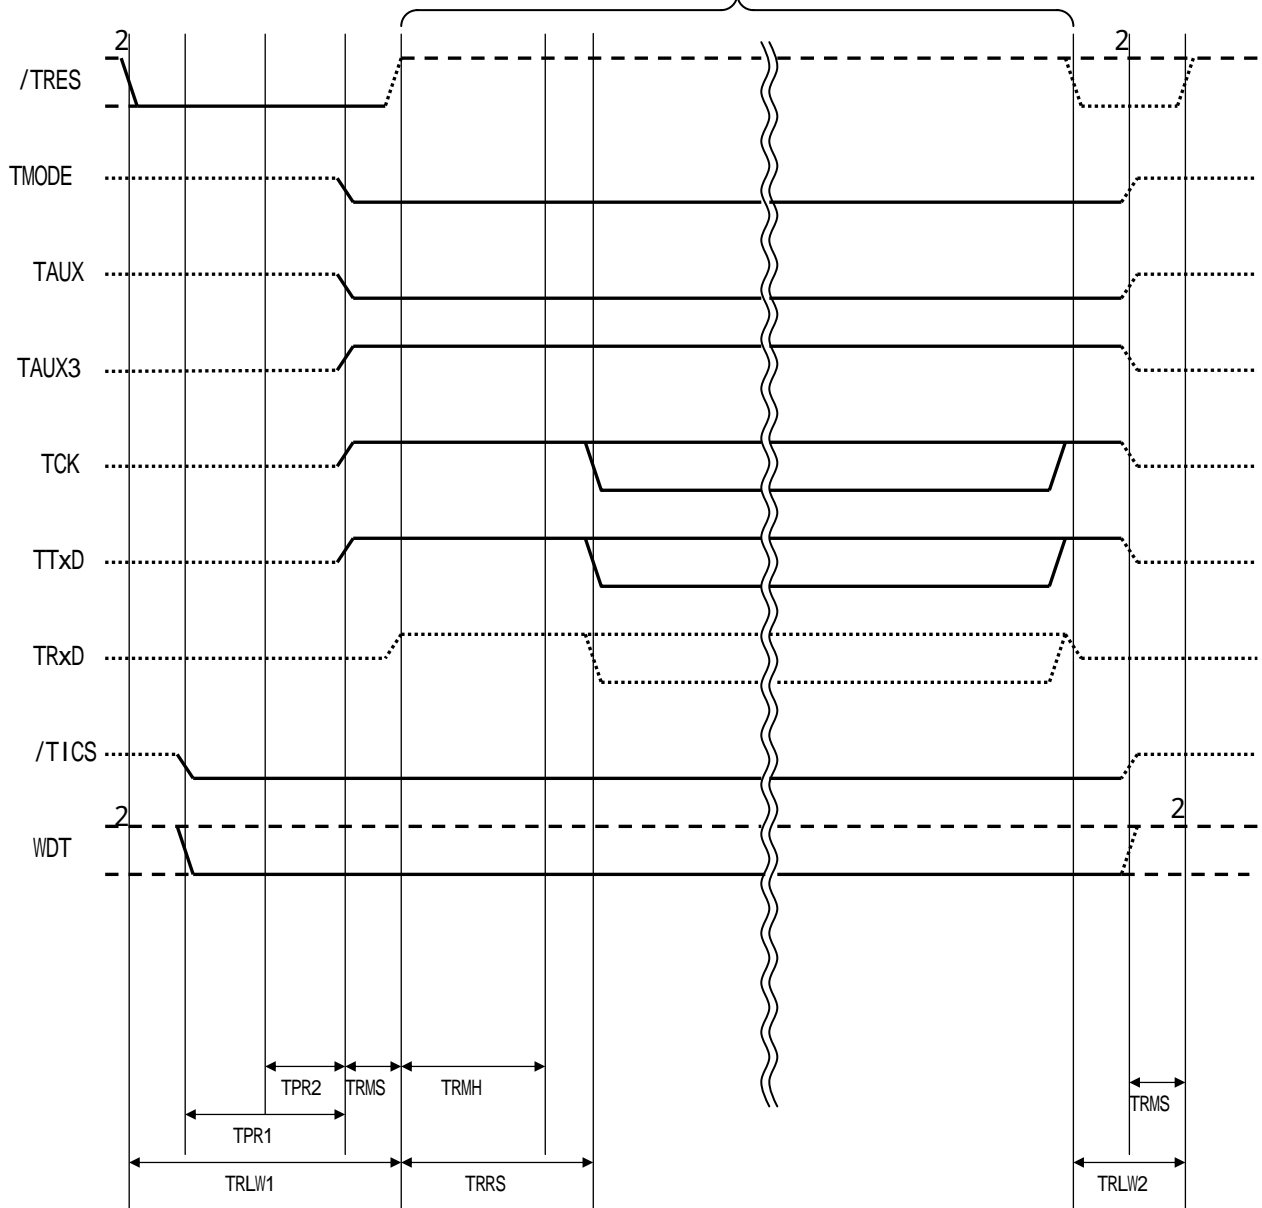 2 2
/TRES
TMODE
TAUX
TAUX3
TCK
TTxD
TRxD
/TICS
2 2
WDT
TPR2 TRMS TRMH
TRMS
TPR1
TRLW1 TRRS TRLW2